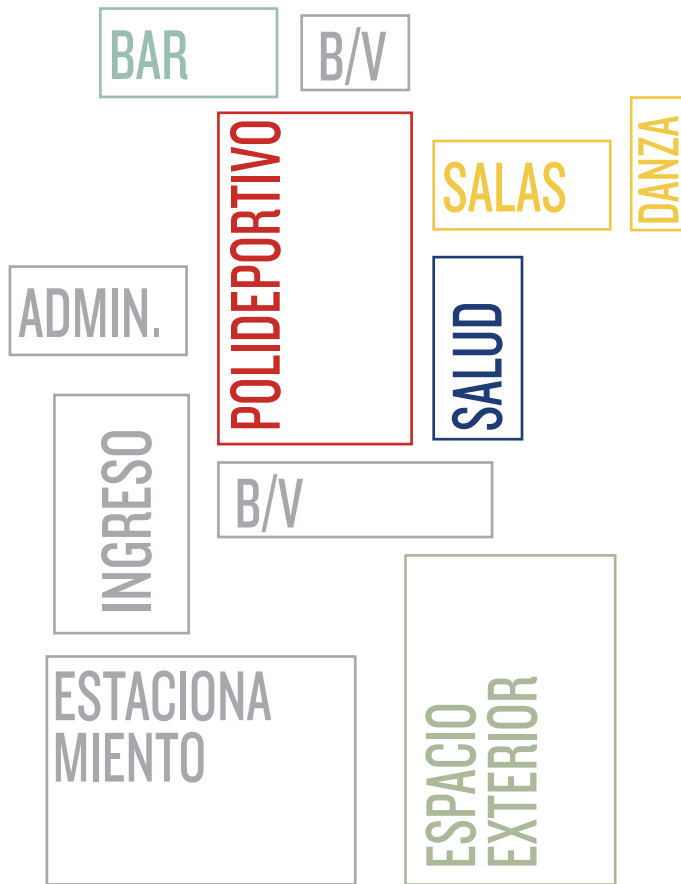 BAR
B/V
POLIDEPORTIVO
SALAS
DANZA
ADMIN.
SALUD
INGRESO
B/V
ESTACIONA
MIENTO
ESPACIO
EXTERIOR